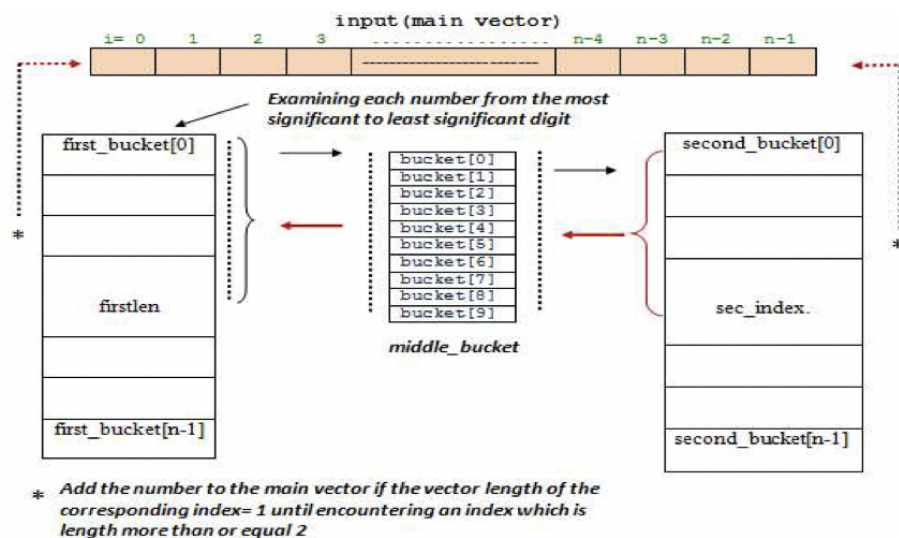 input(main vector)
i= 0 1 2 3 ................... n-4 n-3 n-2 n-1
Examining each number from the most
significant to least significant digit
first_bucket[0]
firstlen
first_bucket[n-1]
bucket[0]
bucket[1]
bucket[2]
bucket[3]
bucket[4]
bucket[5]
bucket[6]
bucket[7]
bucket[8]
bucket[9]
middle_bucket
second_bucket[0]
sec_index.
second_bucket[n-1]
*
*
* Add the number to the main vector if the vector length of the
corresponding index= 1 until encountering an index which is
length more than or equal 2